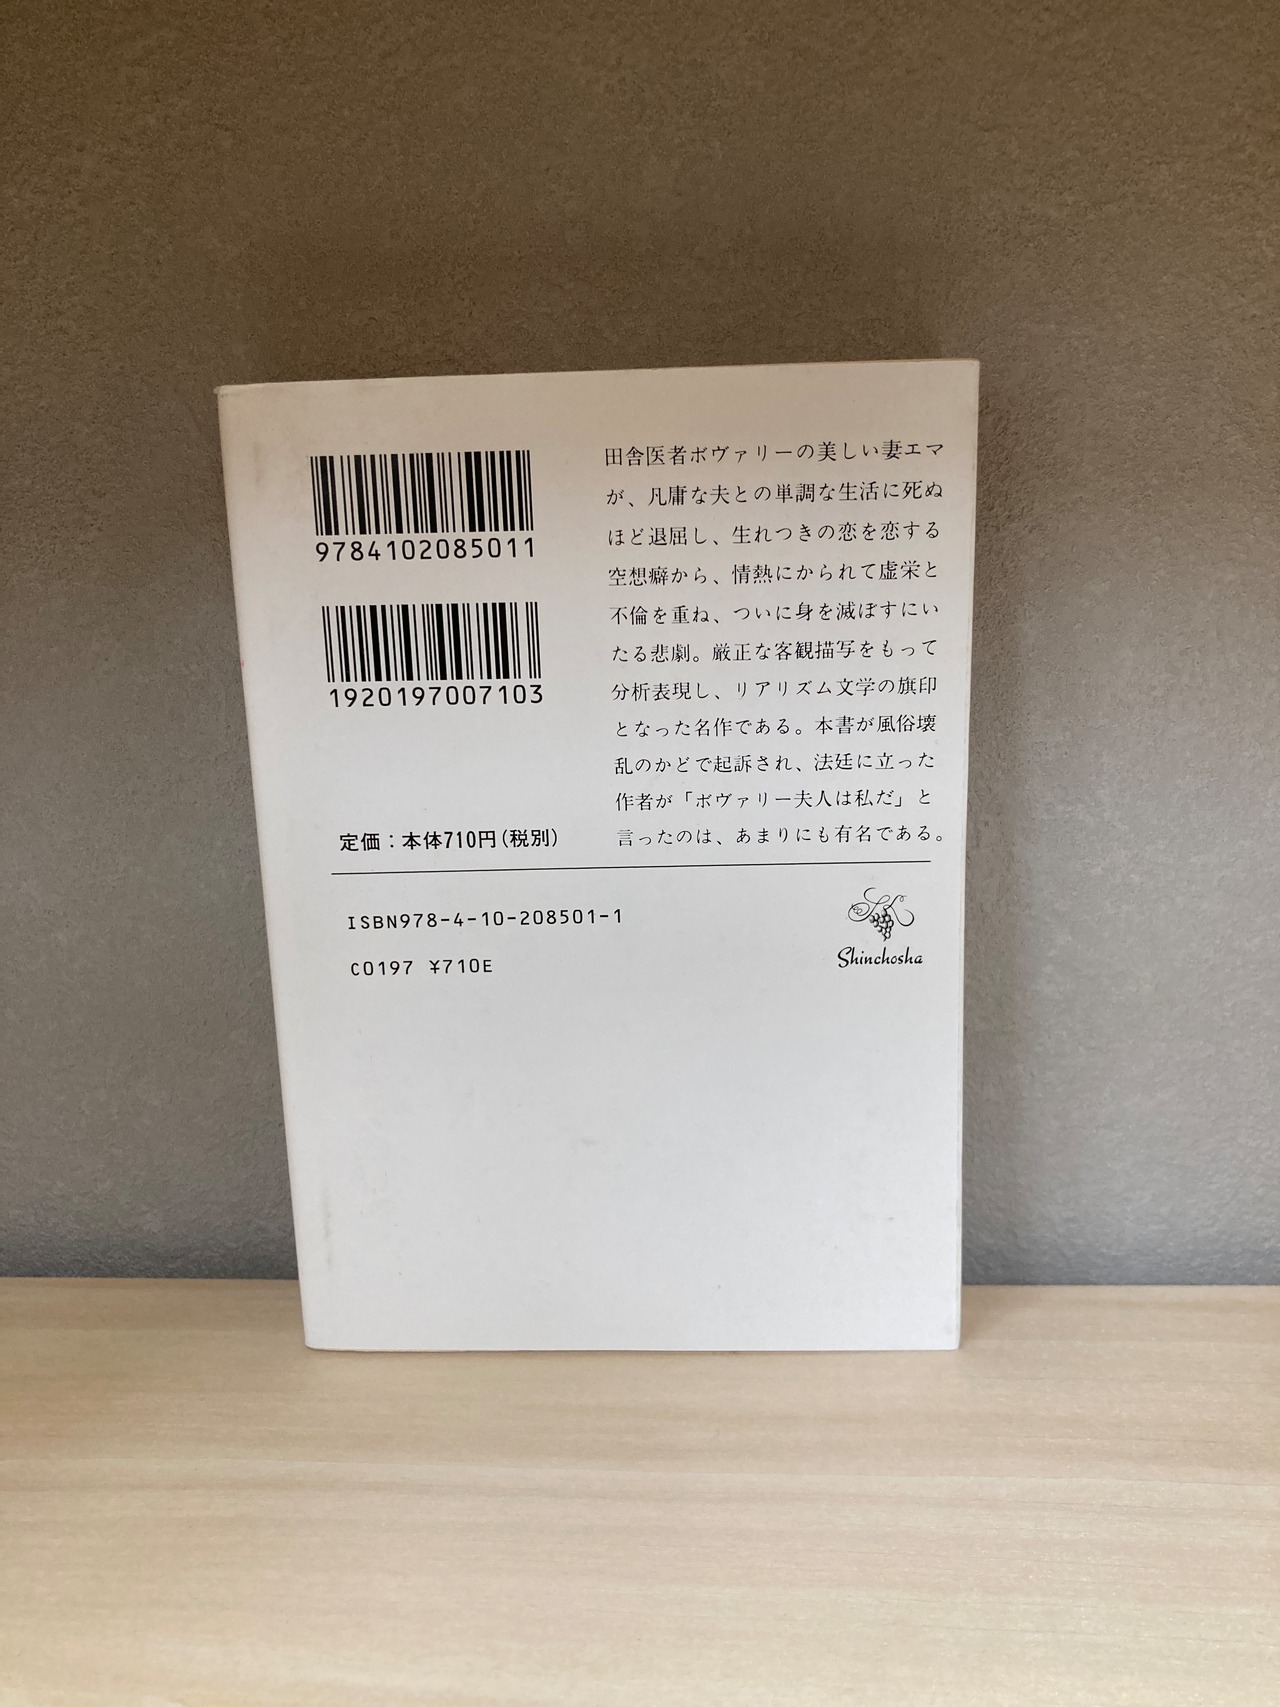 9784102085011
1920197007103
定価：本体710円（税別）
田舎医者ボヴァリーの美しい妻エマ
が、凡庸な夫との単調な生活に死ぬ
ほど退屈し、生れつきの恋を恋する
空想癖から、情熱にかられて虚栄と
不倫を重ね、ついに身を滅ぼすにい
たる悲劇。厳正な客観描写をもって
分析表現し、リアリズム文学の旗印
となった名作である。本書が風俗壊
乱のかどで起訴され、法廷に立った
作者が「ボヴァリー夫人は私だ」と
言ったのは、あまりにも有名である。
ISBN978-4-10-208501-1
C0197 ¥710E
Shinchosha